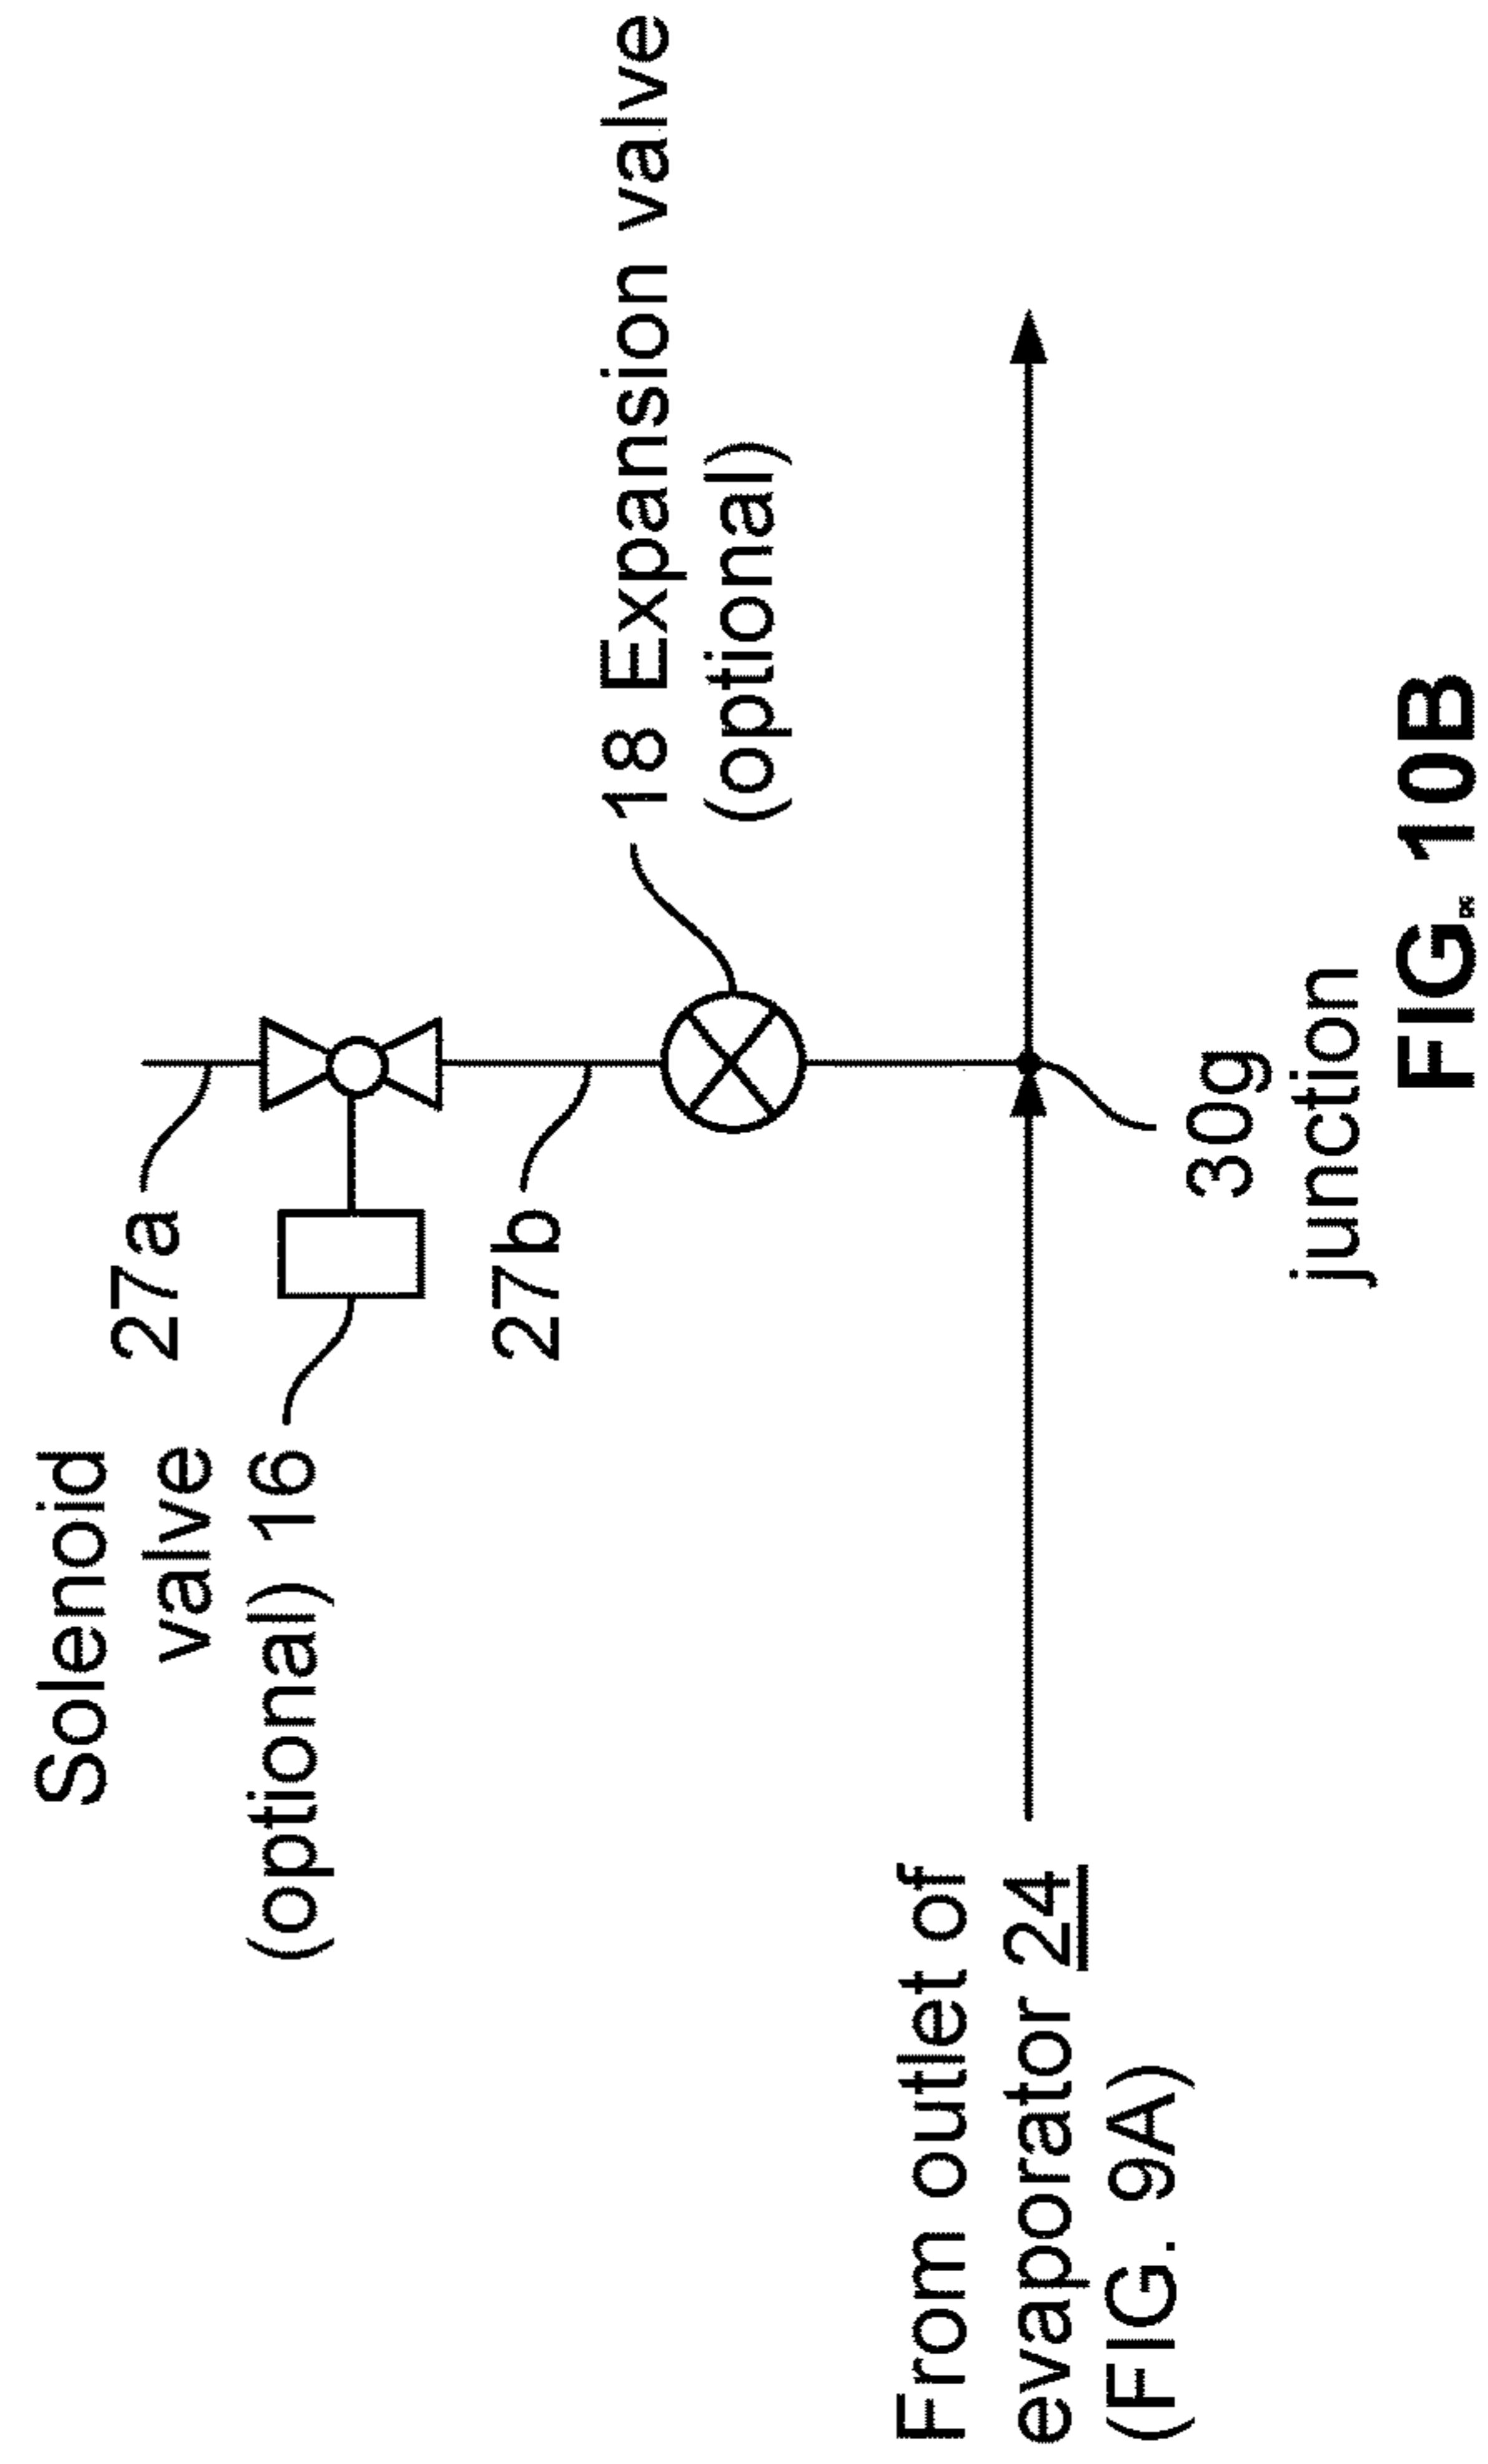 Solenoid
valve
(optional) 16
27a
27b
18 Expansion valve
(optional)
From outlet of
evaporator 24
(FIG. 9A)
30g
junction
FIG. 10B